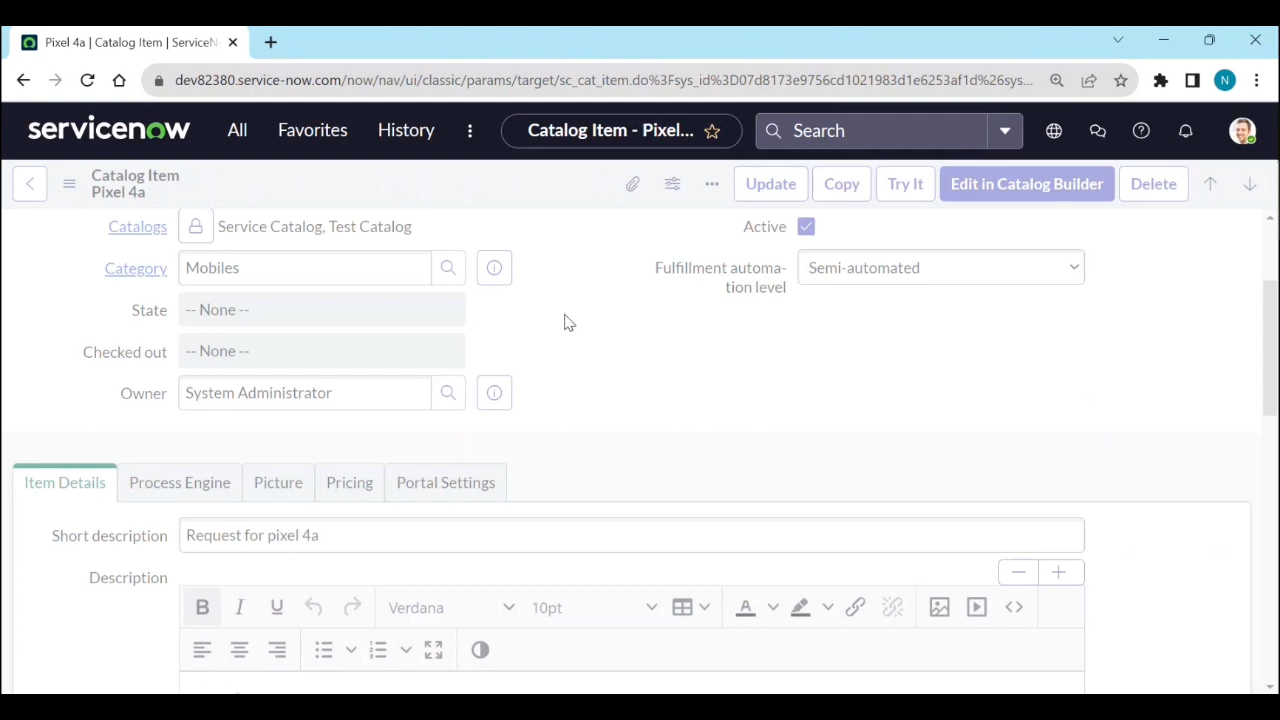 Pixel 4a | Catalog Item | ServiceN
dev82380.service-now.com/now/nav/ui/classic/params/target/sc_cat_item.do%3Fsys_id%3D07d8173e9756cd1021983d1e6253af1d%26sys...
N
servicenow
All
Favorites
History
Catalog Item - Pixel...
Search
Catalog Item
Pixel 4a
Update
Copy
Try It
Edit in Catalog Builder
Delete
Catalogs
Service Catalog, Test Catalog
Active
Category
Mobiles
Fulfillment automa-
tion level
Semi-automated
State
-- None --
Checked out
-- None --
Owner
System Administrator
Item Details
Process Engine
Picture
Pricing
Portal Settings
Short description
Request for pixel 4a
Description
B
I
U
Verdana
10pt
A